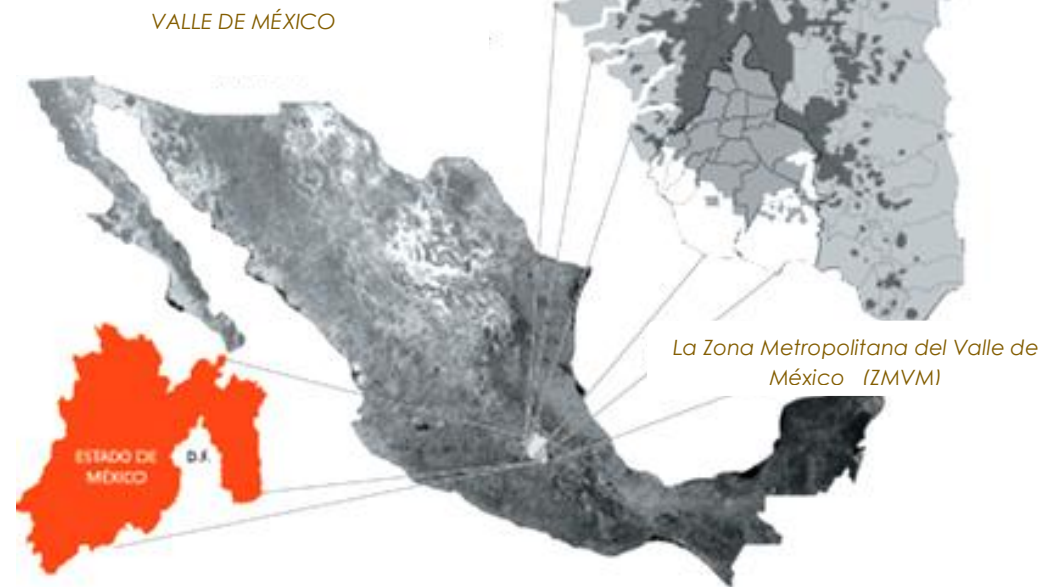 VALLE DE MÉXICO
La Zona Metropolitana del Valle de
México (ZMVM)
ESTADO DE
MÉXICO
D.F.